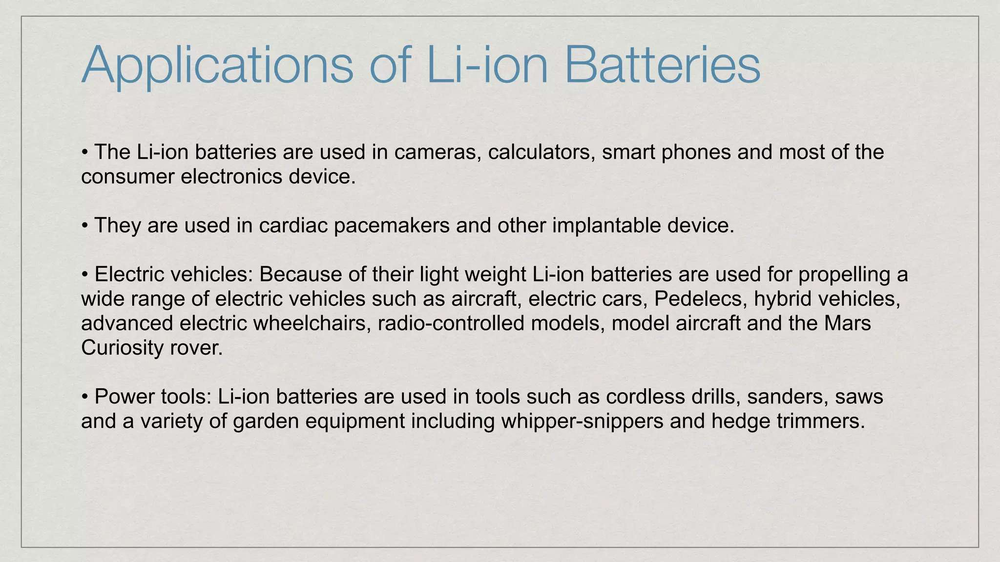 Applications of Li-ion Batteries
• The Li-ion batteries are used in cameras, calculators, smart phones and most of the
consumer electronics device.
• They are used in cardiac pacemakers and other implantable device.
• Electric vehicles: Because of their light weight Li-ion batteries are used for propelling a
wide range of electric vehicles such as aircraft, electric cars, Pedelecs, hybrid vehicles,
advanced electric wheelchairs, radio-controlled models, model aircraft and the Mars
Curiosity rover.
• Power tools: Li-ion batteries are used in tools such as cordless drills, sanders, saws
and a variety of garden equipment including whipper-snippers and hedge trimmers.